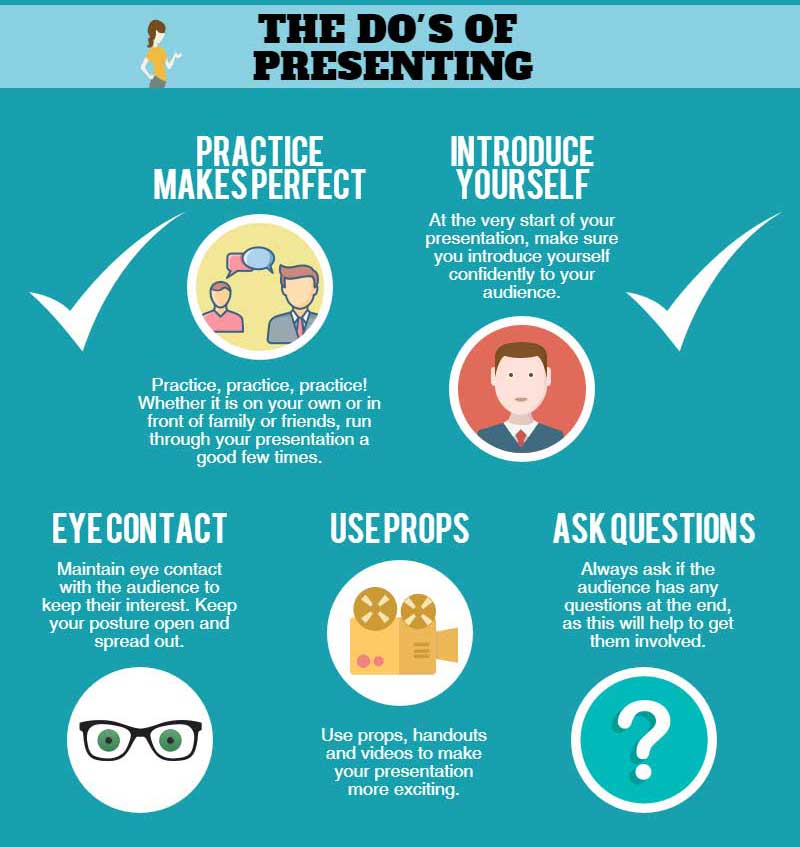 THE DO'S OF
PRESENTING
PRACTICE
MAKES PERFECT
Practice, practice, practice!
Whether it is on your own or in
front of family or friends, run
through your presentation a
good few times.
INTRODUCE
YOURSELF
At the very start of your
presentation, make sure
you introduce yourself
confidently to your
audience.
EYE CONTACT
Maintain eye contact
with the audience to
keep their interest. Keep
your posture open and
spread out.
USE PROPS
Use props, handouts
and videos to make
your presentation
more exciting.
ASK QUESTIONS
Always ask if the
audience has any
questions at the end,
as this will help to get
them involved.
?